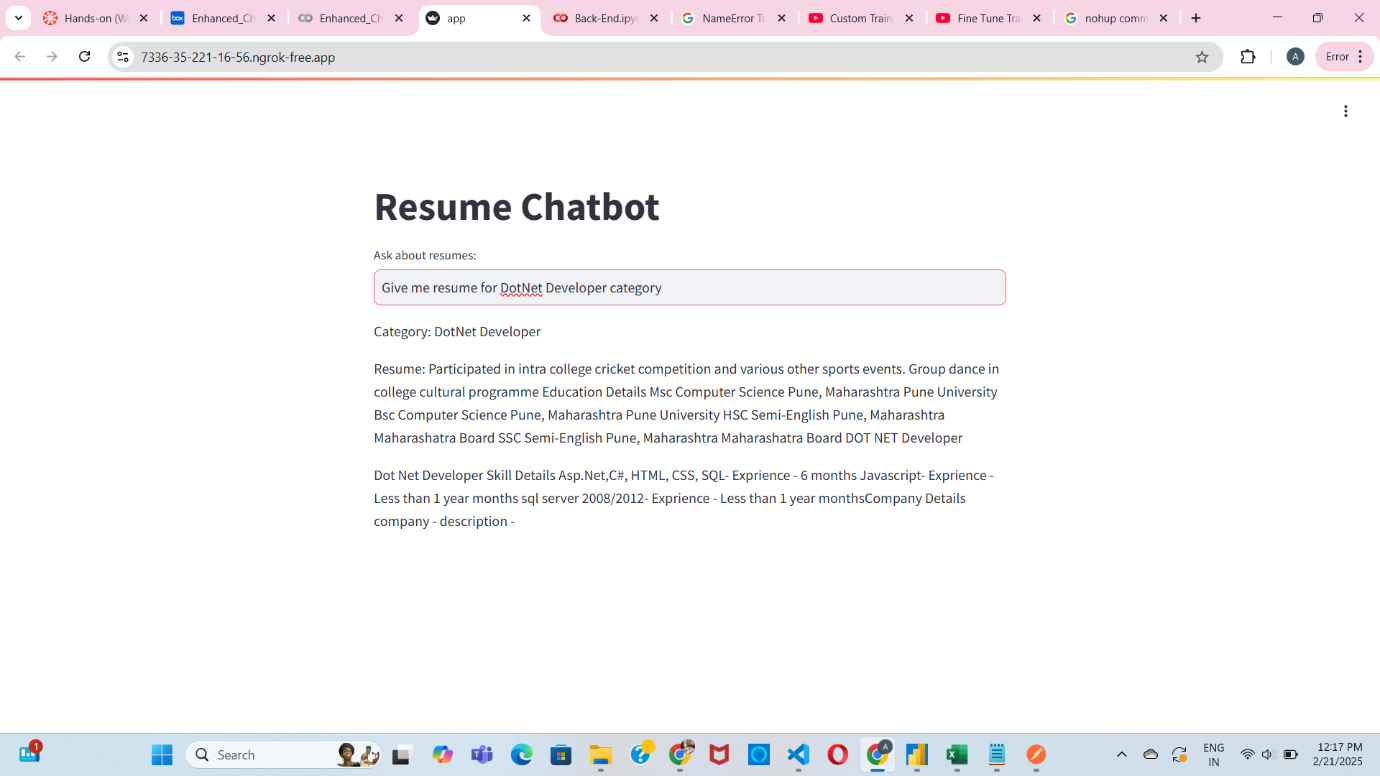 Hands-on (W
Enhanced_Ch
Enhanced_Ch
app
Back-End.ipyn
NameError Tr
Custom Train
Fine Tune Tra
nohup comm
7336-35-221-16-56.ngrok-free.app
A
Error
Resume Chatbot
Ask about resumes:
Give me resume for DotNet Developer category
Category: DotNet Developer
Resume: Participated in intra college cricket competition and various other sports events. Group dance in
college cultural programme Education Details Msc Computer Science Pune, Maharashtra Pune University
Bsc Computer Science Pune, Maharashtra Pune University HSC Semi-English Pune, Maharashtra
Maharashatra Board SSC Semi-English Pune, Maharashtra Maharashatra Board DOT NET Developer
Dot Net Developer Skill Details Asp.Net,C#, HTML, CSS, SQL- Exprience - 6 months Javascript- Exprience -
Less than 1 year months sql server 2008/2012- Exprience - Less than 1 year monthsCompany Details
company - description -
1
Search
A
ENG
IN
12:17 PM
2/21/2025